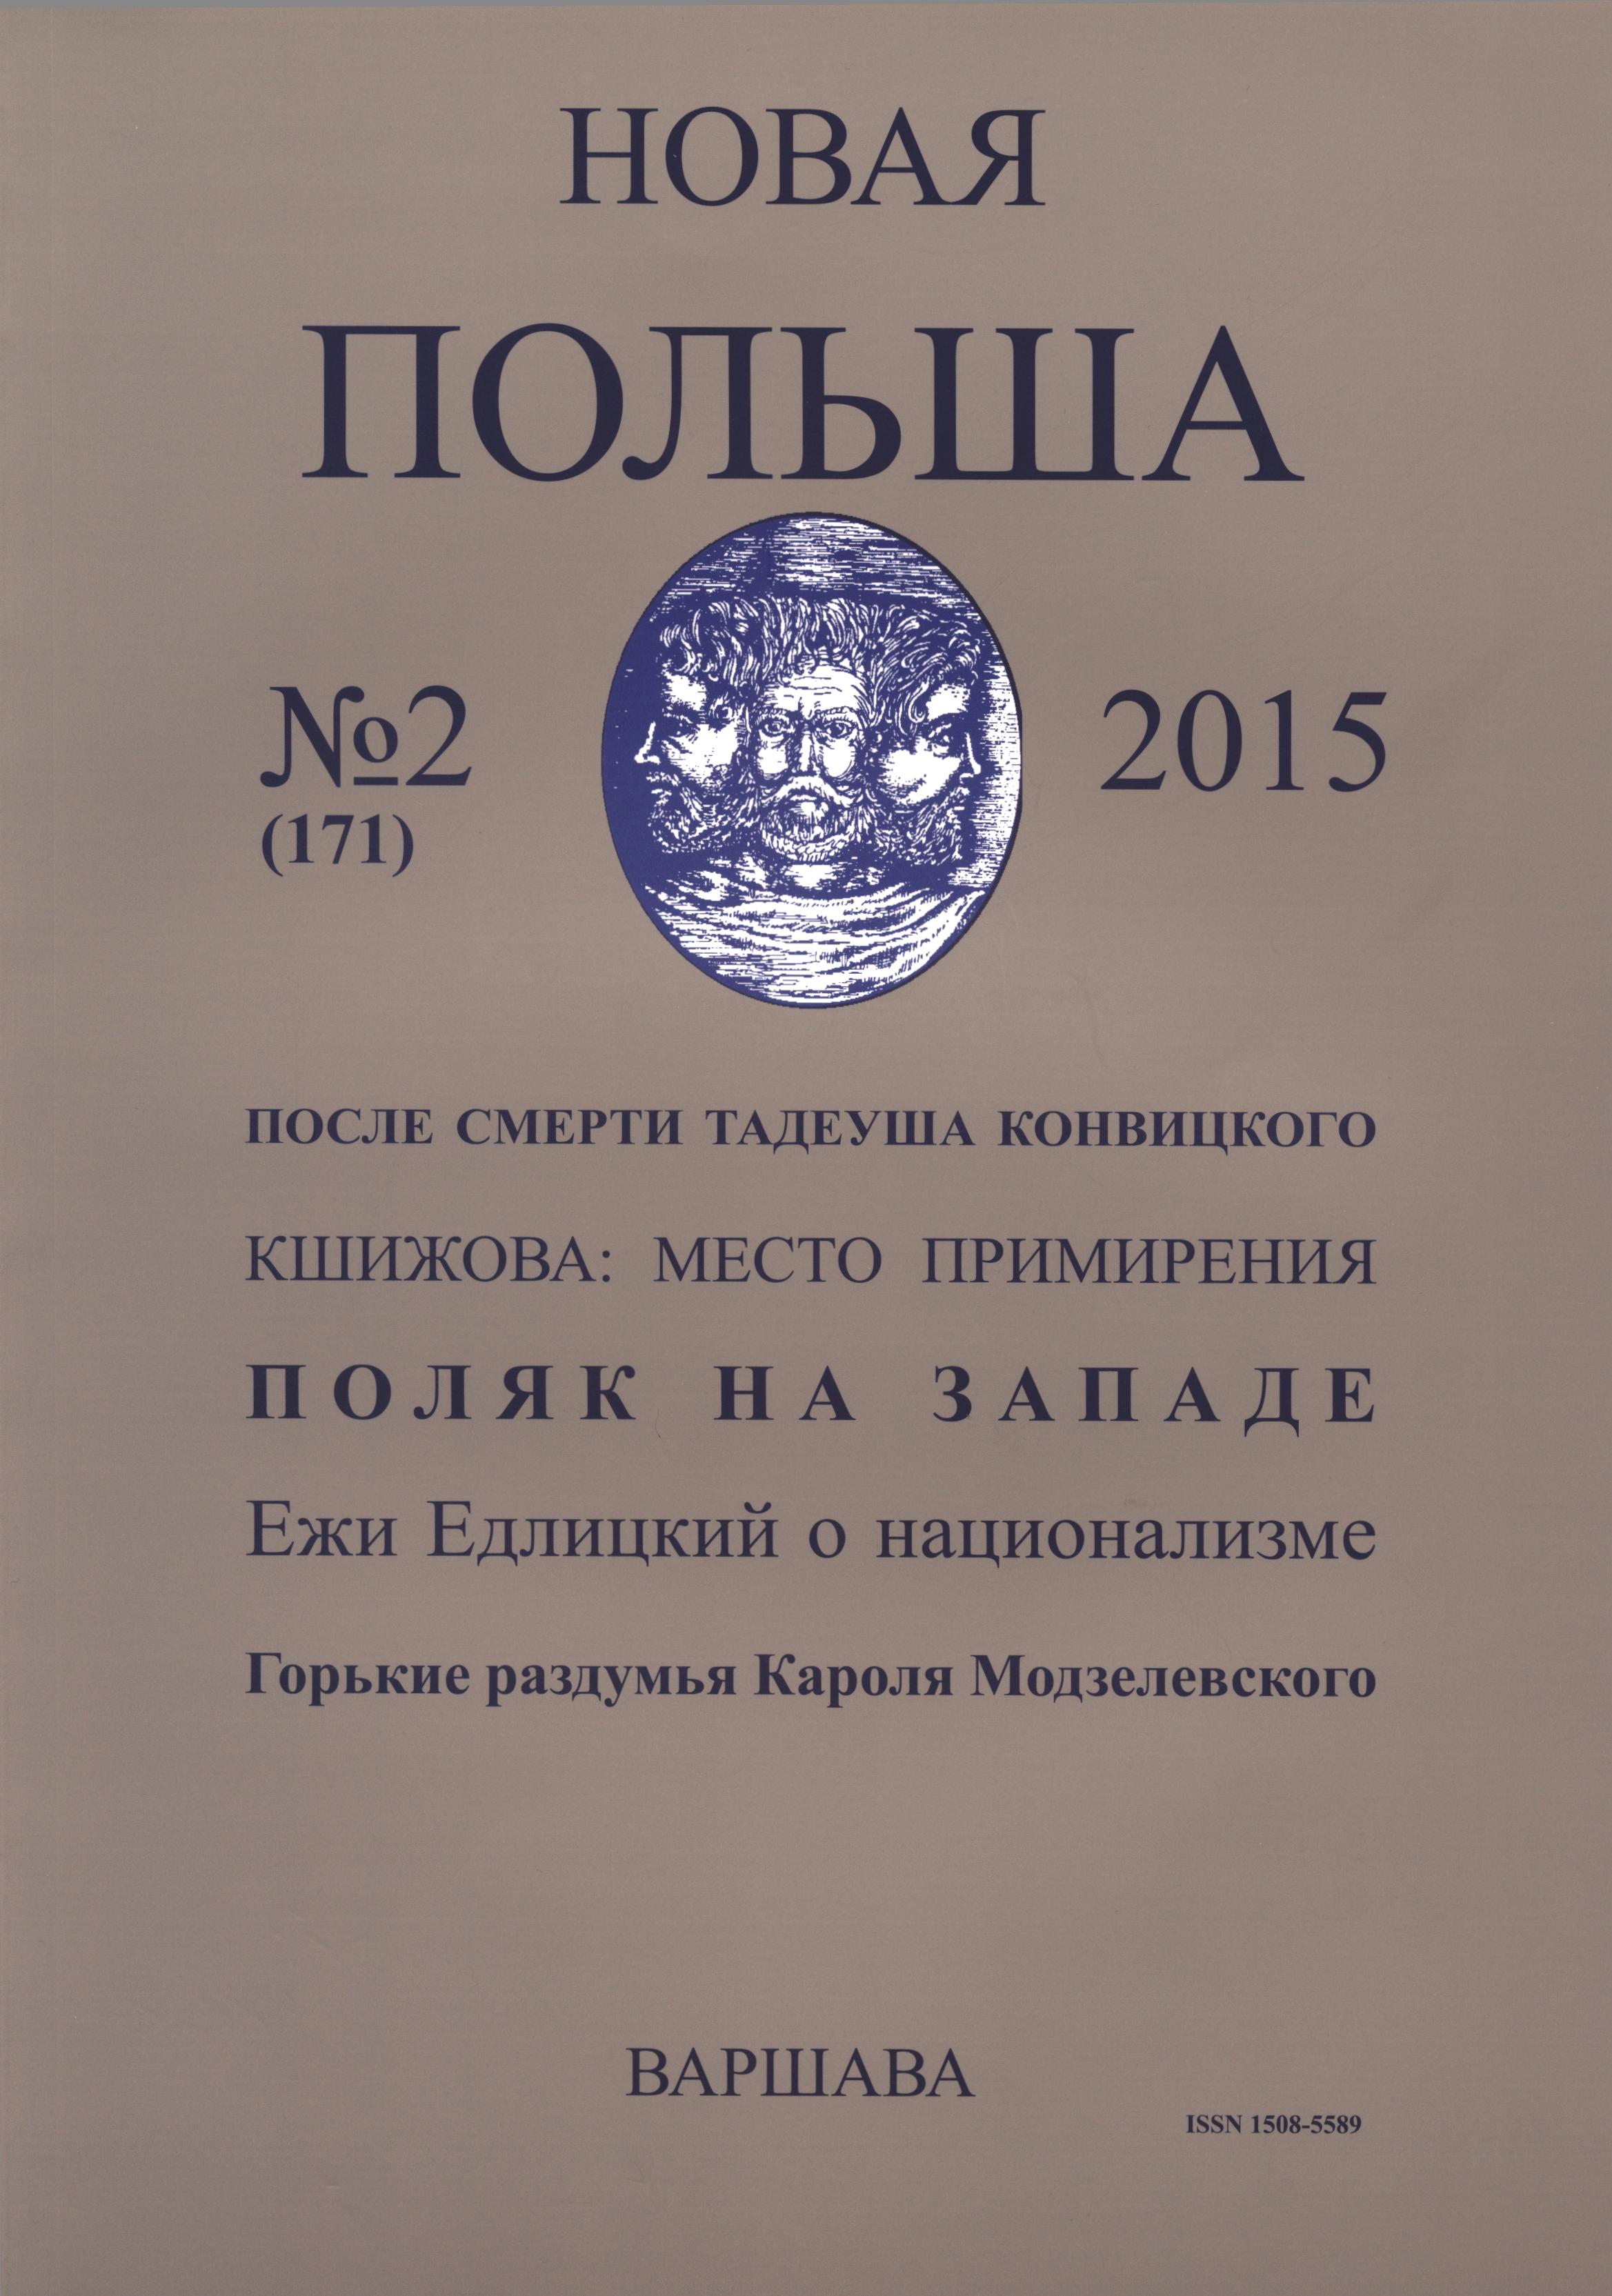 НОВАЯ
ПОЛЬША
№2
(171)
2015
ПОСЛЕ СМЕРТИ ТАДЕУША КОНВИЦКОГО
КШИЖОВА: МЕСТО ПРИМИРЕНИЯ
ПОЛЯК НА ЗАПАДЕ
Ежи Едлицкий о национализме
Горькие раздумья Кароля Модзелевского
ВАРШАВА
ISSN 1508-5589